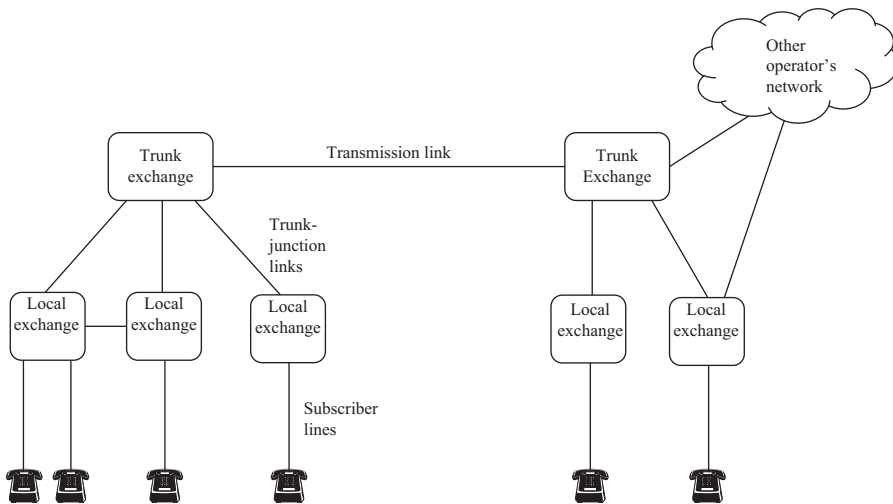 Other
operator's
network
Trunk
exchange
Transmission link
Trunk
Exchange
Trunk-
junction
links
Local
exchange
Local
exchange
Local
exchange
Local
exchange
Local
exchange
Subscriber
lines